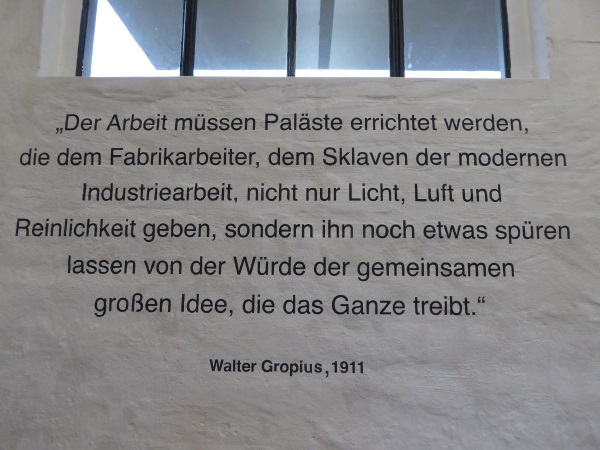 „Der Arbeit müssen Paläste errichtet werden,
die dem Fabrikarbeiter, dem Sklaven der modernen
Industriearbeit, nicht nur Licht, Luft und
Reinlichkeit geben, sondern ihn noch etwas spüren
lassen von der Würde der gemeinsamen
großen Idee, die das Ganze treibt.“
Walter Gropius, 1911